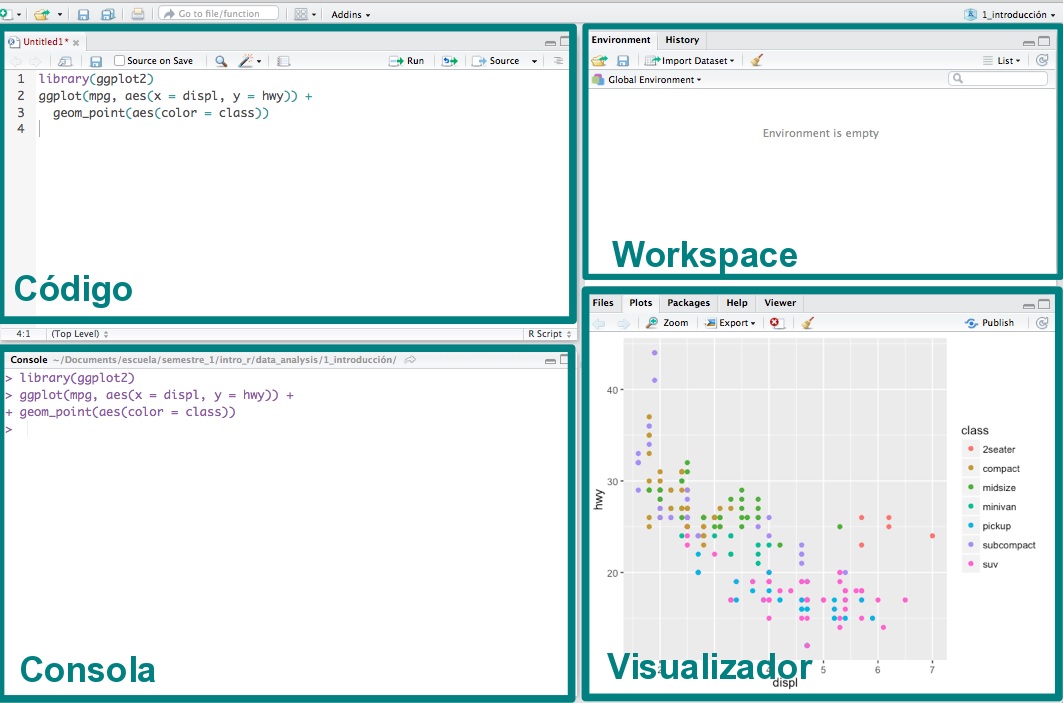 Go to file/function
Addins
1_introducción
Untitled1*
Source on Save
Run
Source
1 library(ggplot2)
2 ggplot(mpg, aes(x = displ, y = hwy)) +
3 geom_point(aes(color = class))
4
Código
4:1 (Top Level) R Script
Console ~/Documents/escuela/semestre_1/intro_r/data_analysis/1_introducción/
> library(ggplot2)
> ggplot(mpg, aes(x = displ, y = hwy)) +
+ geom_point(aes(color = class))
>
Consola
Environment History
Import Dataset List
Global Environment
Environment is empty
Workspace
Files Plots Packages Help Viewer
Zoom Export Publish
40
30
20
hwy
5 6 7
displ
class
2seater
compact
midsize
minivan
pickup
subcompact
suv
Visualizador